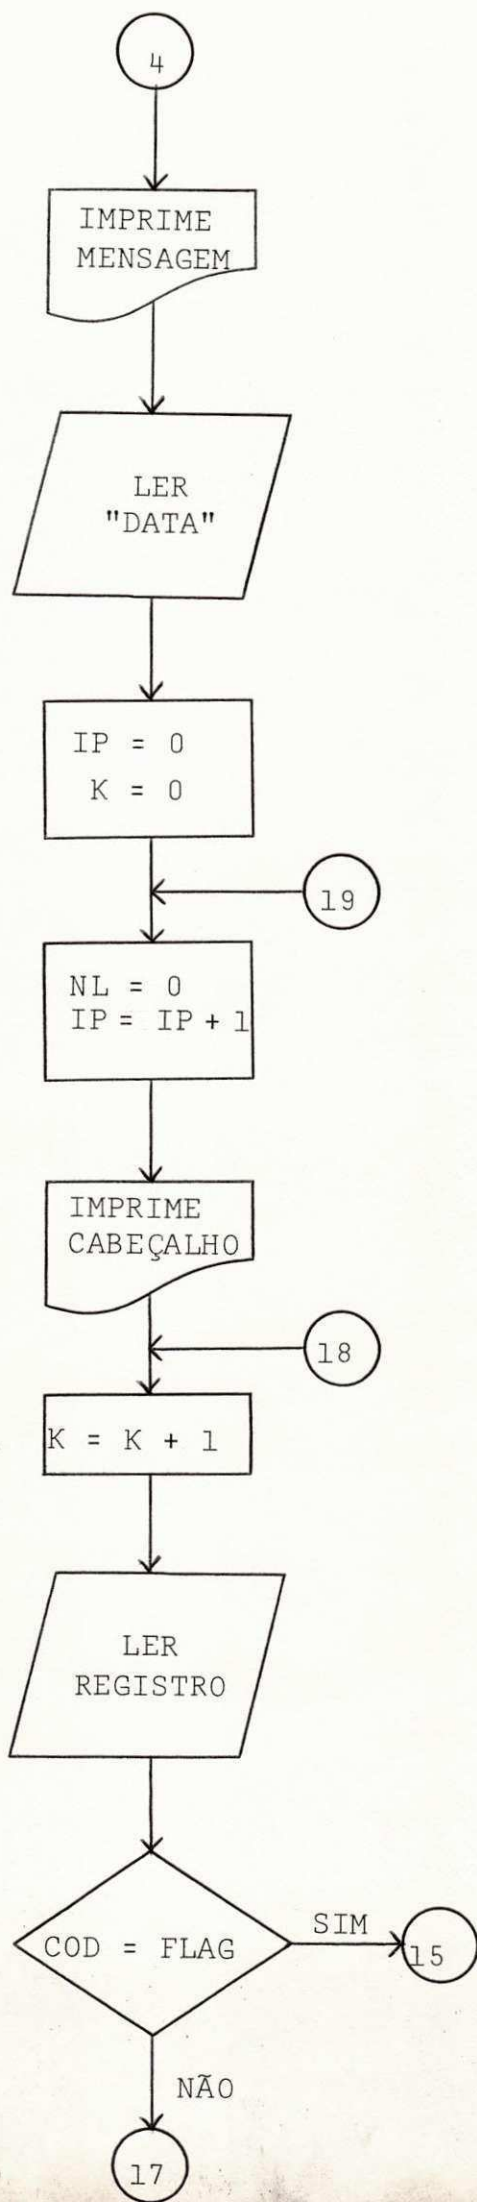 4
IMPRIME
MENSAGEM
LER
"DATA"
IP = 0
K = 0
19
NL = 0
IP = IP + 1
IMPRIME
CABEÇALHO
18
K = K + 1
LER
REGISTRO
COD = FLAG
SIM
15
NÃO
17